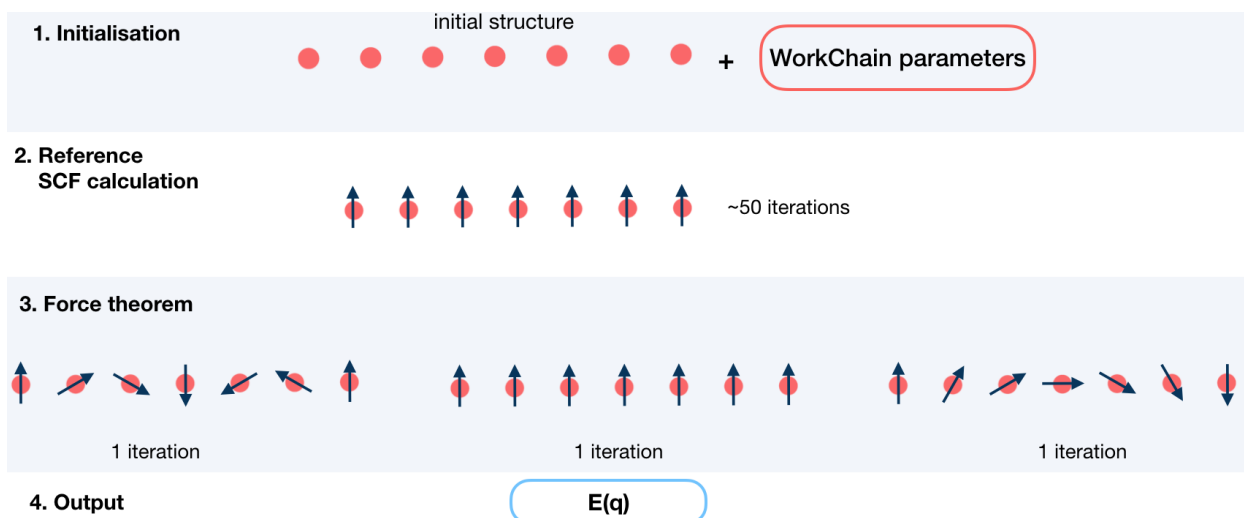 1. Initialisation
initial structure
+
WorkChain parameters
2. Reference
SCF calculation
~50 iterations
3. Force theorem
1 iteration
1 iteration
1 iteration
4. Output
E(q)